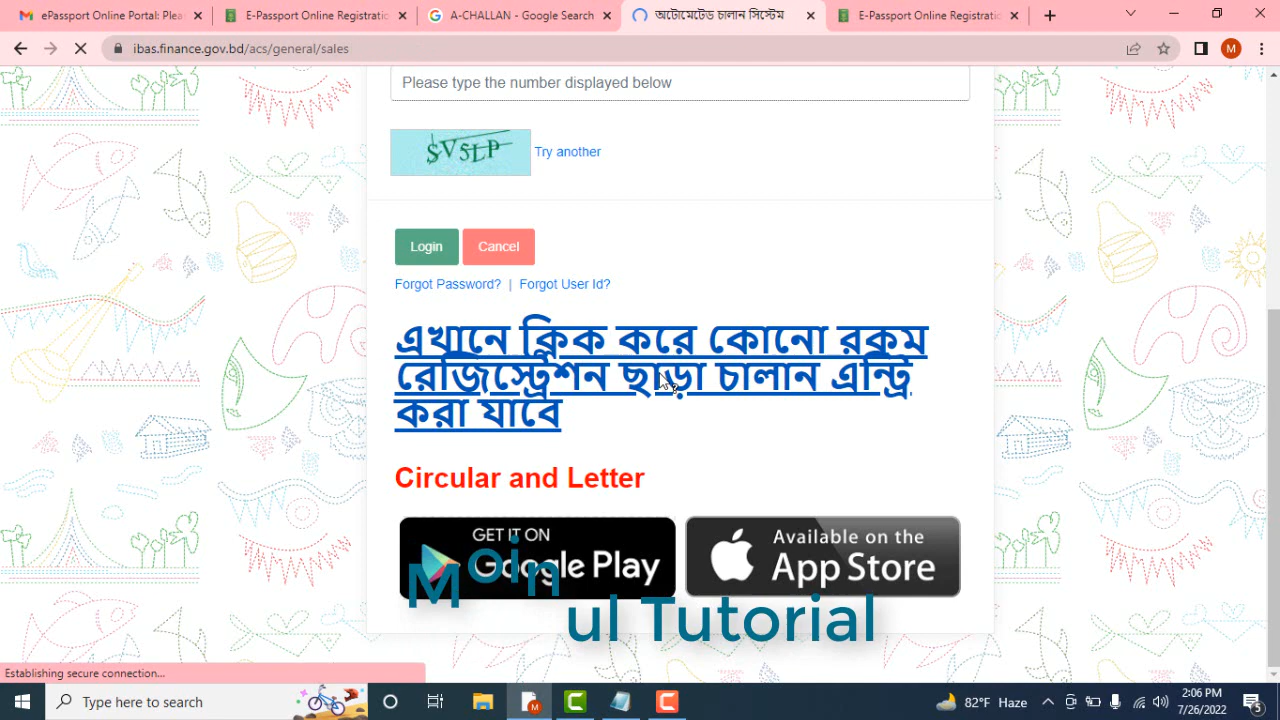 ePassport Online Portal: Plea
E-Passport Online Registratio
A-CHALLAN - Google Search
অটোমেটেড চালান সিস্টেম
E-Passport Online Registratio
ibas.finance.gov.bd/acs/general/sales
M
Please type the number displayed below
SV5LP
Try another
Login
Cancel
Forgot Password? | Forgot User Id?
এখানে ক্লিক করে কোনো রকম
রেজিস্ট্রেশন ছাড়া চালান এন্ট্রি
করা যাবে
Circular and Letter
GET IT ON
Google Play
Available on the
App Store
Moin
ul Tutorial
Establishing secure connection...
Type here to search
82°F Haze
2:06 PM
7/26/2022
5